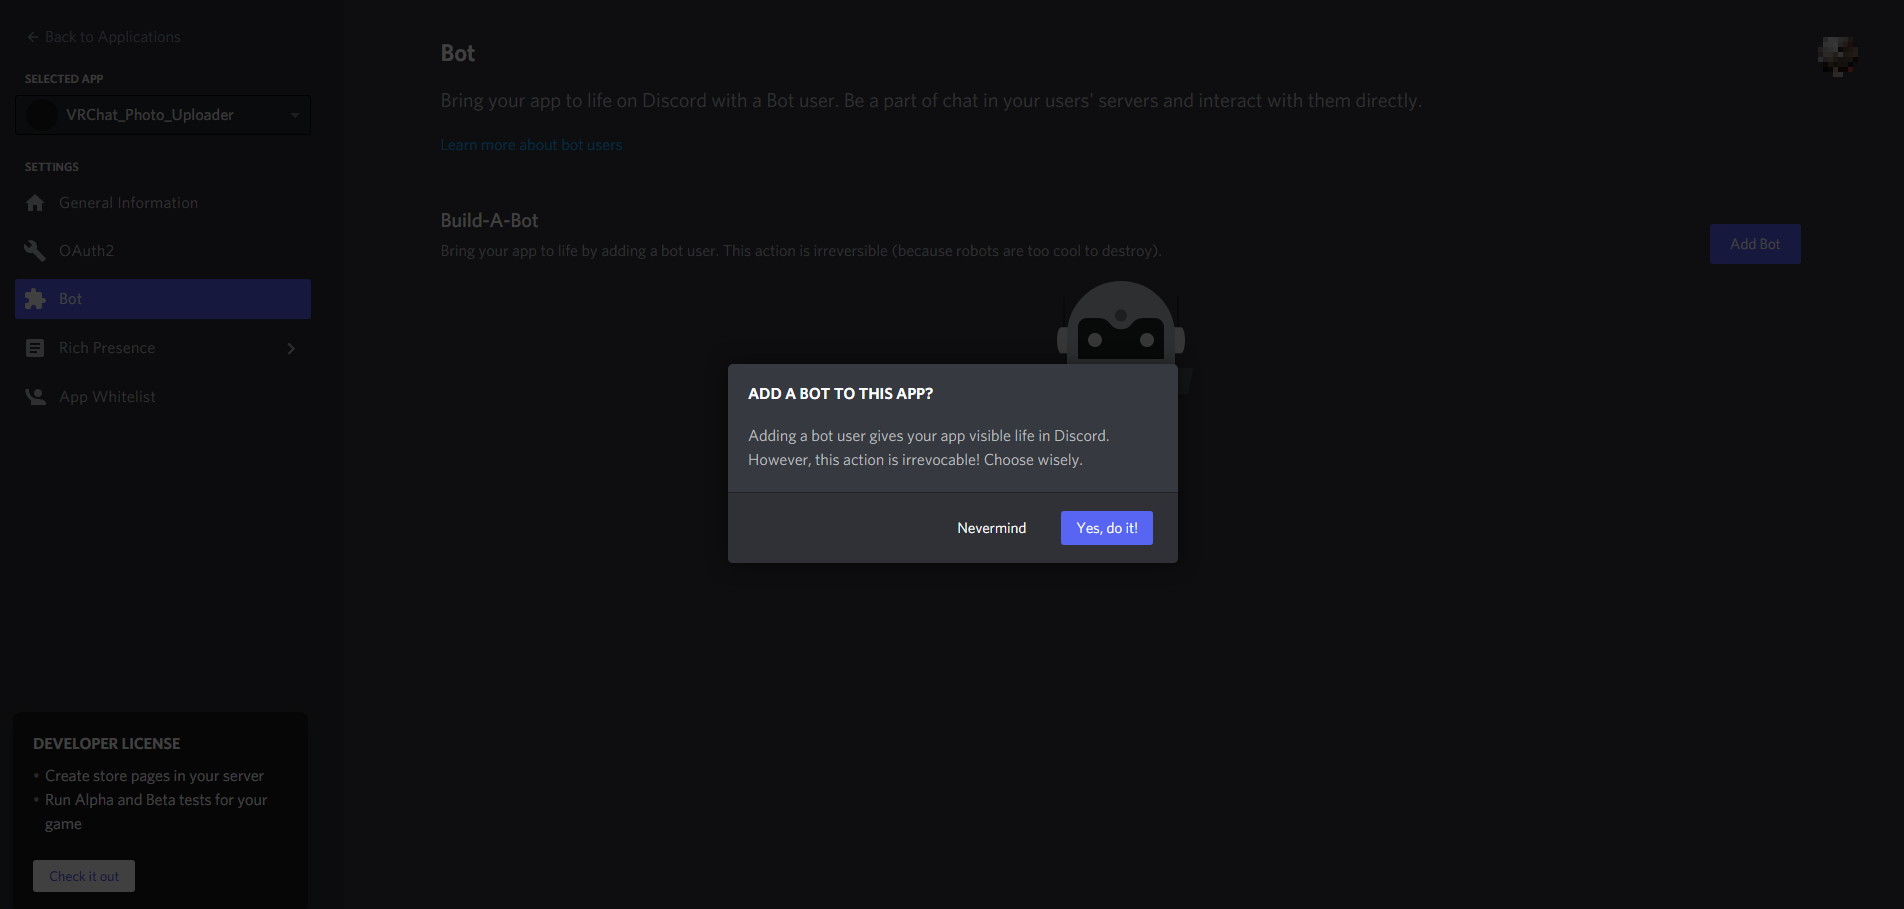 Back to Applications
SELECTED APP
VRChat_Photo_Uploader
SETTINGS
General Information
OAuth2
Bot
Rich Presence
App Whitelist
DEVELOPER LICENSE
• Create store pages in your server
• Run Alpha and Beta tests for your
game
Check it out
Bot
Bring your app to life on Discord with a Bot user. Be a part of chat in your users' servers and interact with them directly.
Learn more about bot users
Build-A-Bot
Bring your app to life by adding a bot user. This action is irreversible (because robots are too cool to destroy).
Add Bot
ADD A BOT TO THIS APP?
Adding a bot user gives your app visible life in Discord.
However, this action is irrevocable! Choose wisely.
Nevermind
Yes, do it!